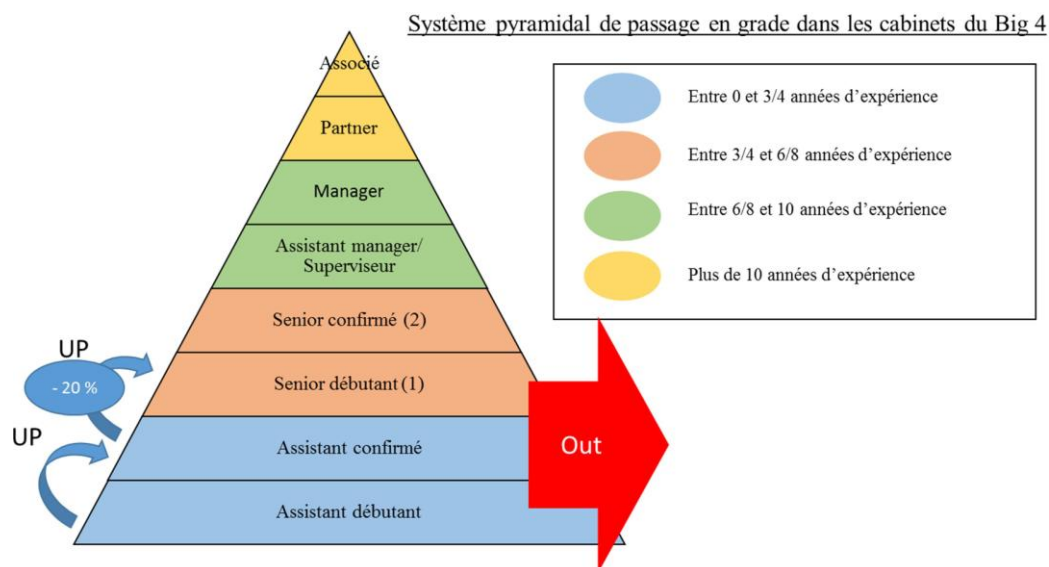 Système pyramidal de passage en grade dans les cabinets du Big 4
Associé
Partner
Manager
Assistant manager/
Superviseur
Senior confirmé (2)
Senior débutant (1)
Assistant confirmé
Assistant débutant
UP
- 20 %
UP
Out
Entre 0 et 3/4 années d’expérience
Entre 3/4 et 6/8 années d’expérience
Entre 6/8 et 10 années d’expérience
Plus de 10 années d’expérience